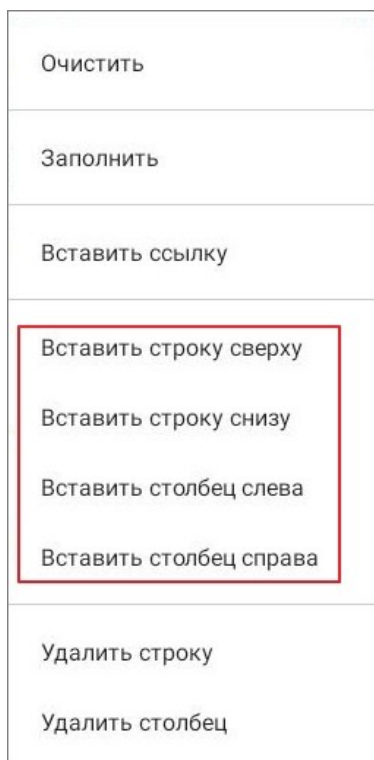 Очистить
Заполнить
Вставить ссылку
Вставить строку сверху
Вставить строку снизу
Вставить столбец слева
Вставить столбец справа
Удалить строку
Удалить столбец